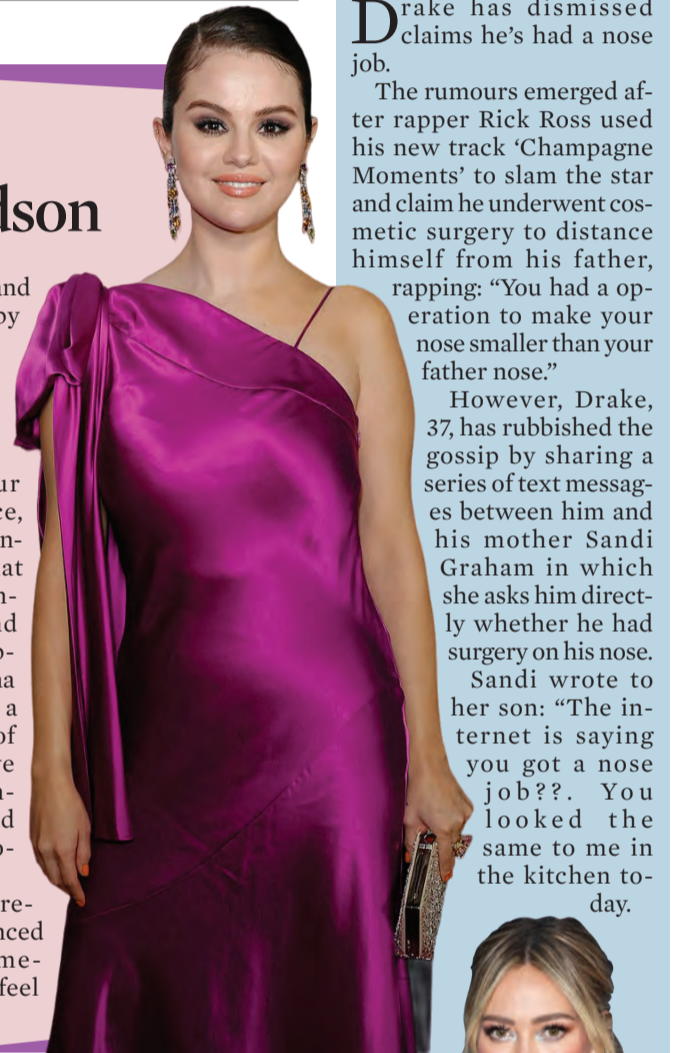 dson
and
by
ur
ce,
n-
at
n-
nd
o-
na
a
of
ve
n-
d
o-
re-
nced
me-
feel
Drake has dismissed
claims he’s had a nose
job.
The rumours emerged af-
ter rapper Rick Ross used
his new track ‘Champagne
Moments’ to slam the star
and claim he underwent cos-
metic surgery to distance
himself from his father,
rapping: “You had a op-
eration to make your
nose smaller than your
father nose.”
However, Drake,
37, has rubbished the
gossip by sharing a
series of text messag-
es between him and
his mother Sandi
Graham in which
she asks him direct-
ly whether he had
surgery on his nose.
Sandi wrote to
her son: “The in-
ternet is saying
you got a nose
job??. You
looked the
same to me in
the kitchen to-
day.